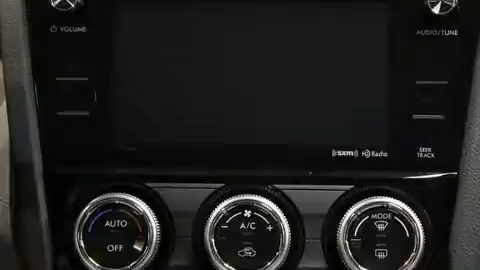 VOLUME
AUDIO/TUNE
((SXM)) HD Radio
SEEK
TRACK
AUTO
OFF
- A/C +
MODE